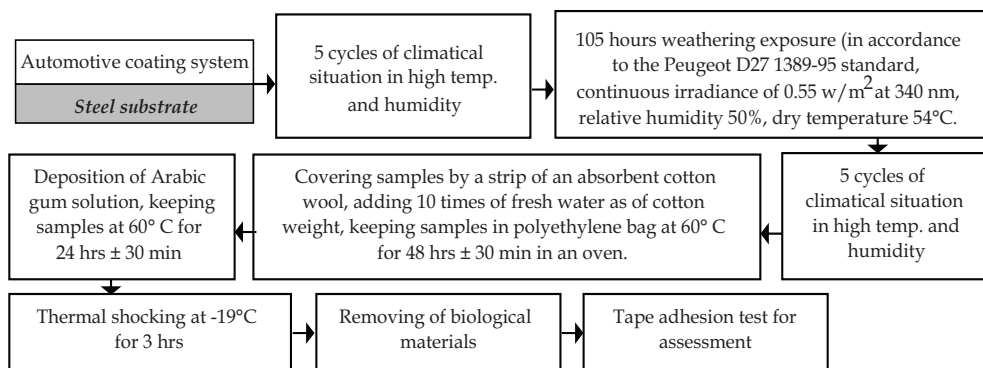 Automotive coating system
Steel substrate
5 cycles of climatical
situation in high temp.
and humidity
105 hours weathering exposure (in accordance
to the Peugeot D27 1389-95 standard,
continuous irradiance of 0.55 w/m² at 340 nm,
relative humidity 50%, dry temperature 54°C.
5 cycles of
climatical situation
in high temp. and
humidity
Covering samples by a strip of an absorbent cotton
wool, adding 10 times of fresh water as of cotton
weight, keeping samples in polyethylene bag at 60° C
for 48 hrs ± 30 min in an oven.
Deposition of Arabic
gum solution, keeping
samples at 60° C for
24 hrs ± 30 min
Thermal shocking at -19°C
for 3 hrs
Removing of biological
materials
Tape adhesion test for
assessment